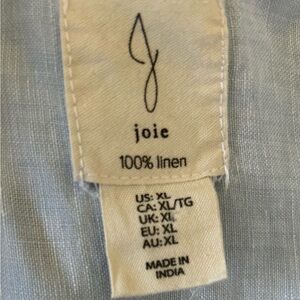 joie
100% linen
US: XL
CA: XL/TG
UK: XL
EU: XL
AU: XL
MADE IN
INDIA